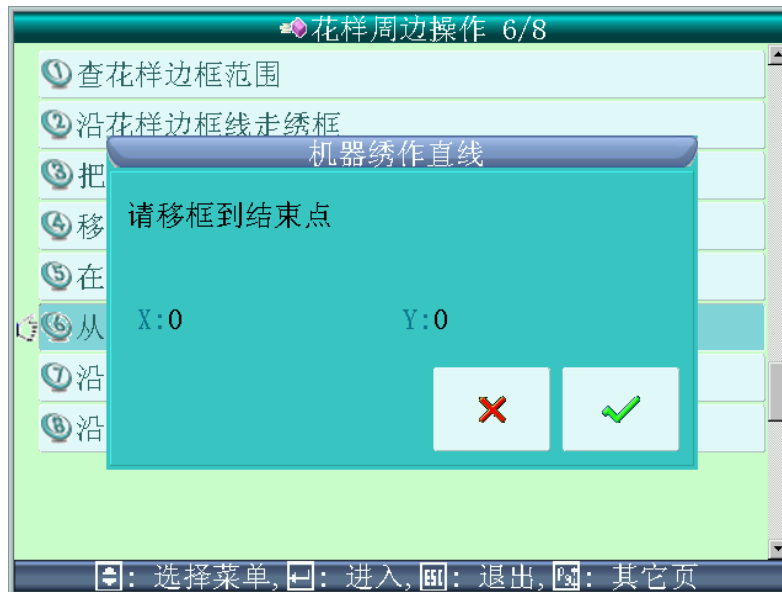 花样周边操作 6/8
① 查花样边框范围
② 沿花样边框线走绣框
③ 把
④ 移
⑤ 在
⑥ 从
⑦ 沿
⑧ 沿
机器绣作直线
请移框到结束点
X:0 Y:0
: 选择菜单, : 进入, ESC: 退出, : 其它页